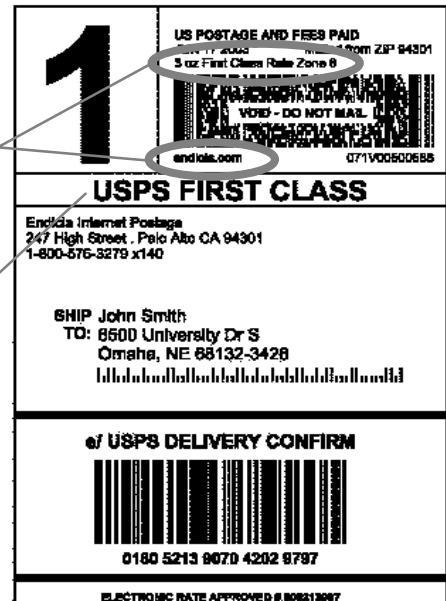 1
US POSTAGE AND FEES PAID
2003 from ZIP 94301
3 oz First Class Rate Zone 6
VOID - DO NOT MAIL
endicia.com
USPS FIRST CLASS
Endicia Internet Postage
247 High Street, Palo Alto CA 94301
1-800-576-3279 x140
SHIP John Smith
TO: 6500 University Dr S
Omaha, NE 68132-3428
e/ USPS DELIVERY CONFIRM
0180 5213 9070 4202 9797
ELECTRONIC RATE APPROVED